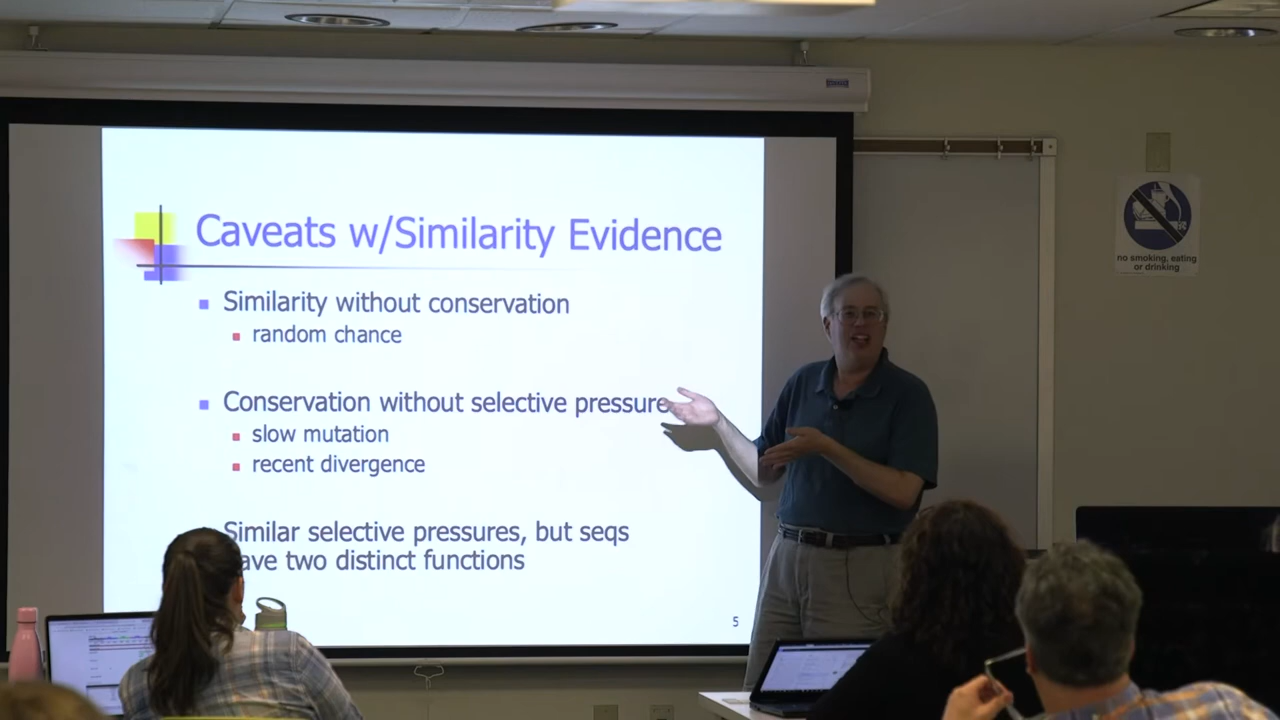 Caveats w/Similarity Evidence
Similarity without conservation
random chance
Conservation without selective pressure
slow mutation
recent divergence
Similar selective pressures, but seqs
ave two distinct functions
5
no smoking, eating
or drinking